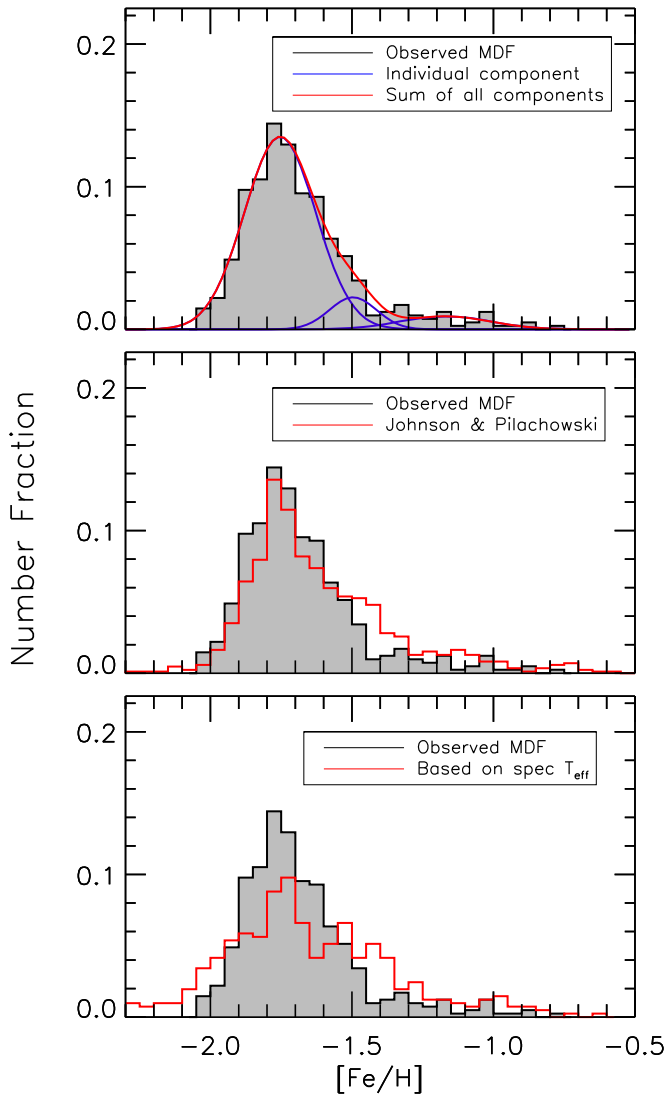 0.2
Observed MDF
Individual component
Sum of all components
0.1
0.0
0.2
Observed MDF
Johnson & Pilachowski
0.1
0.0
0.2
Observed MDF
Based on spec Teff
0.1
0.0
Number Fraction
−2.0 −1.5 −1.0 −0.5
[Fe/H]